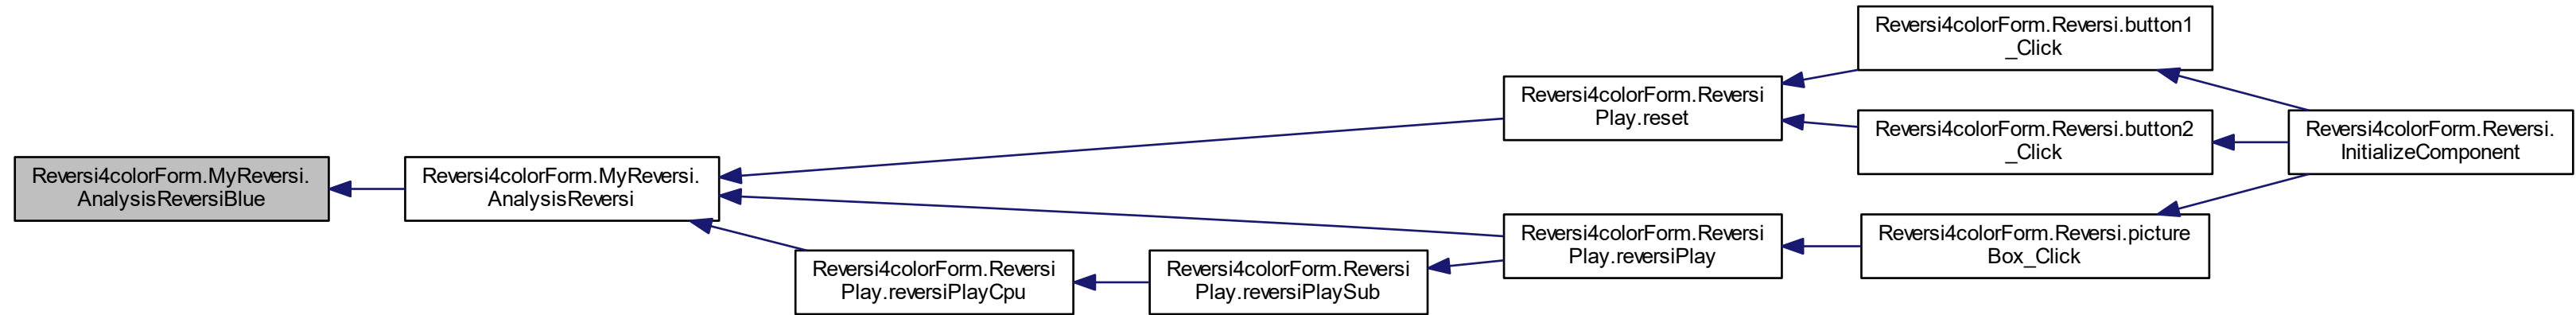 Reversi4colorForm.MyReversi.
AnalysisReversiBlue
Reversi4colorForm.MyReversi.
AnalysisReversi
Reversi4colorForm.Reversi
Play.reset
Reversi4colorForm.Reversi.button1
_Click
Reversi4colorForm.Reversi.
InitializeComponent
Reversi4colorForm.Reversi.button2
_Click
Reversi4colorForm.Reversi
Play.reversiPlay
Reversi4colorForm.Reversi.picture
Box_Click
Reversi4colorForm.Reversi
Play.reversiPlayCpu
Reversi4colorForm.Reversi
Play.reversiPlaySub